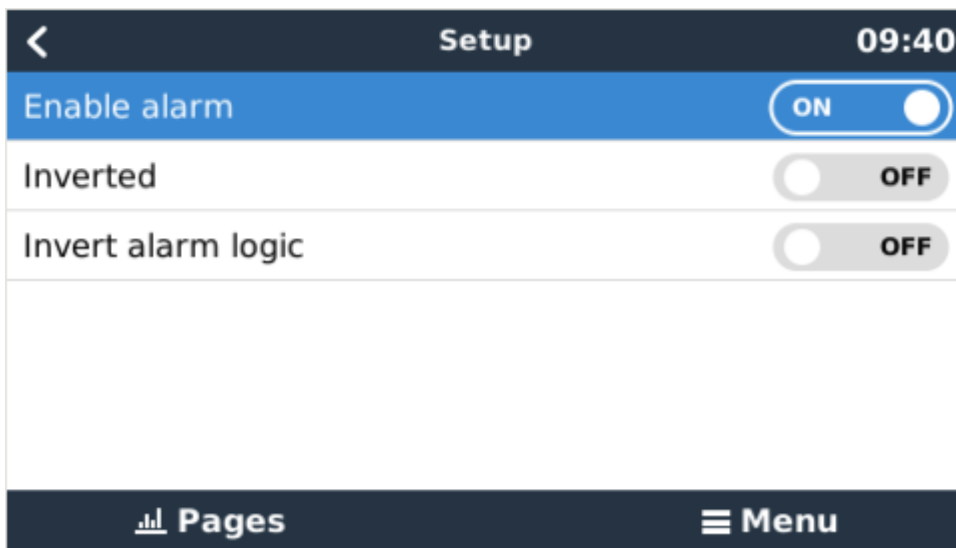 Setup 09:40
Enable alarm ON
Inverted OFF
Invert alarm logic OFF
Pages Menu